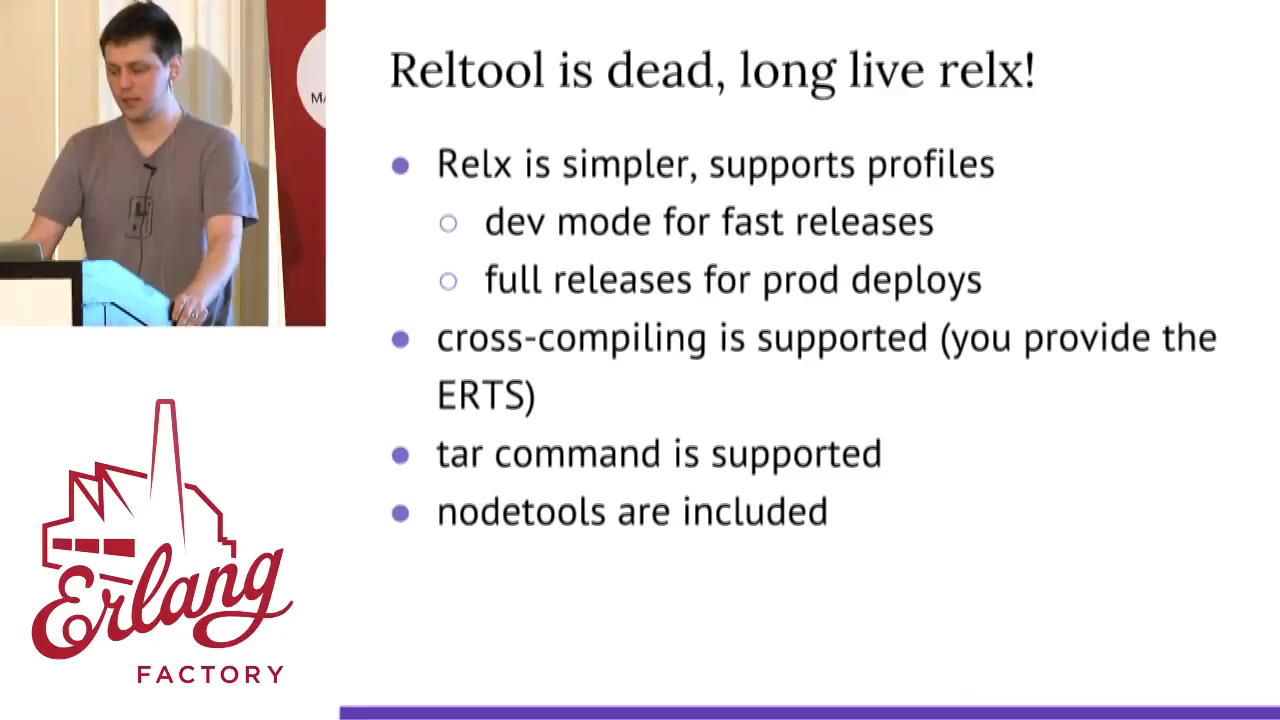 Reltool is dead, long live relx!
MA
● Relx is simpler, supports profiles
○ dev mode for fast releases
○ full releases for prod deploys
● cross-compiling is supported (you provide the
ERTS)
● tar command is supported
● nodetools are included
Erlang
FACTORY